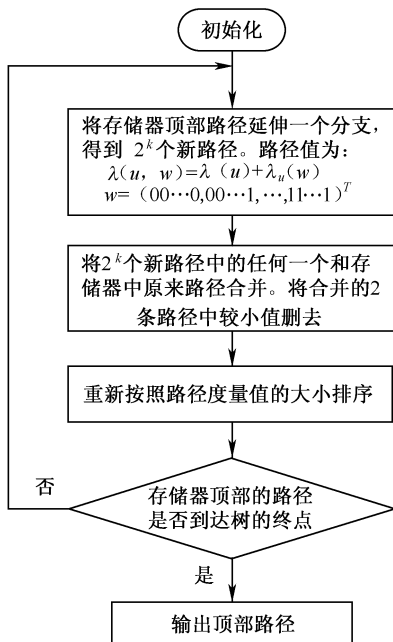 初始化
将存储器顶部路径延伸一个分支，
得到 2^k个新路径。路径值为：
λ(u, w)=λ (u)+λ_u(w)
w= (00…0,00…1, …,11…1)^T
将2^k个新路径中的任何一个和存
储器中原来路径合并。将合并的2
条路径中较小值删去
重新按照路径度量值的大小排序
否
存储器顶部的路径
是否到达树的终点
是
输出顶部路径